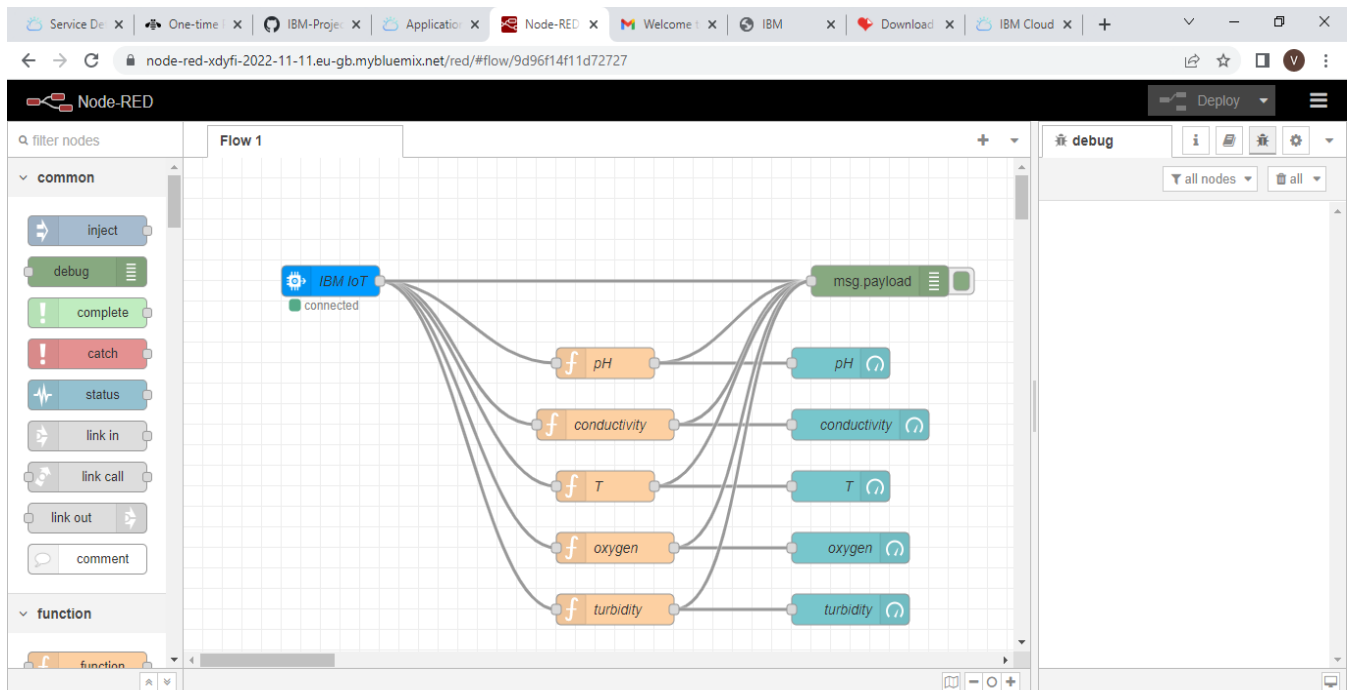 Service De
One-time
IBM-Projec
Application
Node-RED
Welcome t
IBM
Download
IBM Cloud
node-red-xdyfi-2022-11-11.eu-gb.mybluemix.net/red/#flow/9d96f14f11d72727
V
Node-RED
Deploy
filter nodes
Flow 1
debug
i
all nodes
all
common
inject
debug
complete
catch
status
link in
link call
link out
comment
function
function
IBM IoT
connected
msg.payload
f pH
pH
f conductivity
conductivity
f T
T
f oxygen
oxygen
f turbidity
turbidity